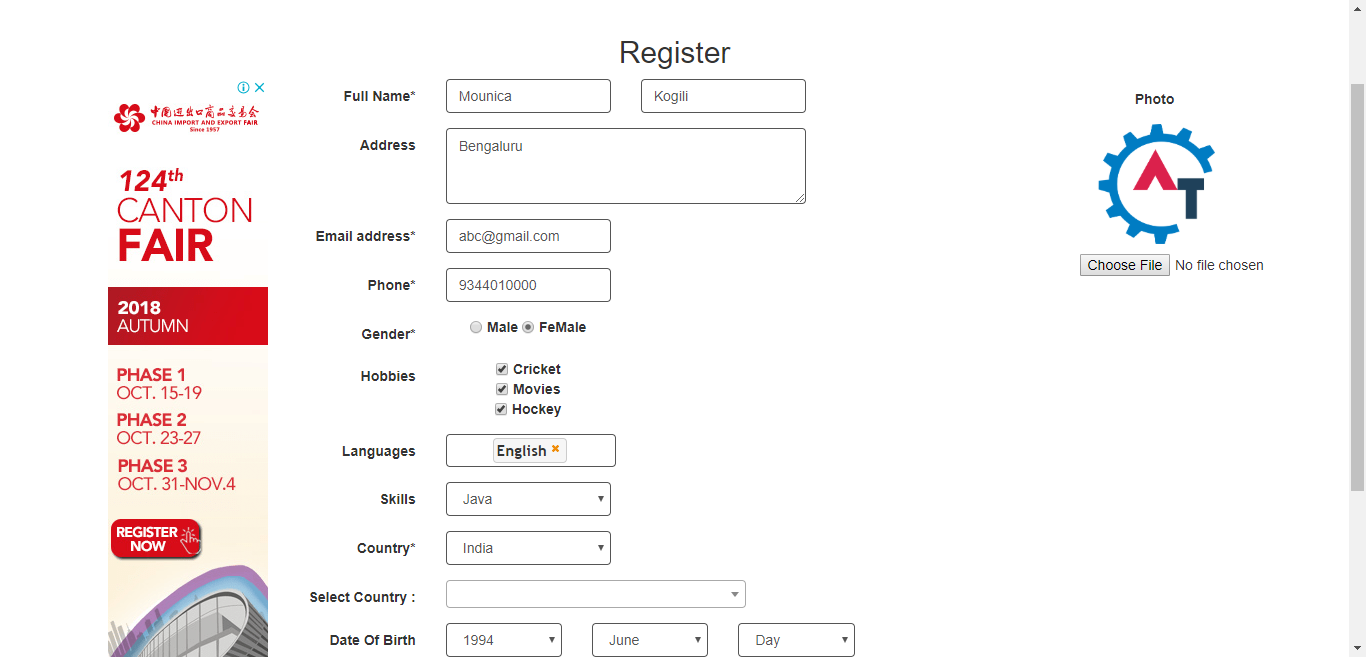 Register
中国进出口商品交易会
CHINA IMPORT AND EXPORT FAIR
Since 1957
124th
CANTON
FAIR
2018
AUTUMN
PHASE 1
OCT. 15-19
PHASE 2
OCT. 23-27
PHASE 3
OCT. 31-NOV.4
REGISTER
NOW
Full Name* Mounica Kogili
Address Bengaluru
Email address* abc@gmail.com
Phone* 9344010000
Gender* Male FeMale
Hobbies Cricket
Movies
Hockey
Languages English
Skills Java
Country* India
Select Country :
Date Of Birth 1994 June Day
Photo
AT
Choose File No file chosen